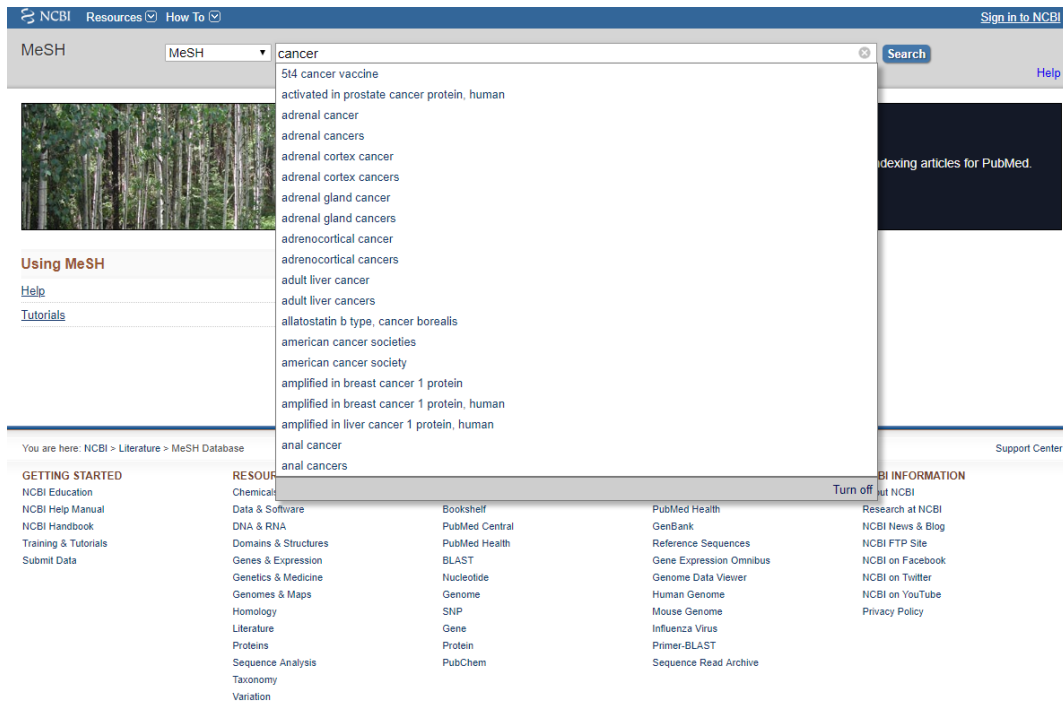 NCBI Resources How To Sign in to NCBI
MeSH MeSH cancer Search
Help
5t4 cancer vaccine
activated in prostate cancer protein, human
adrenal cancer
adrenal cancers
adrenal cortex cancer
adrenal cortex cancers
adrenal gland cancer
adrenal gland cancers
adrenocortical cancer
adrenocortical cancers
adult liver cancer
adult liver cancers
allatostatin b type, cancer borealis
american cancer societies
american cancer society
amplified in breast cancer 1 protein
amplified in breast cancer 1 protein, human
amplified in liver cancer 1 protein, human
anal cancer
anal cancers
Turn off
articles for PubMed.
Using MeSH
Help
Tutorials
You are here: NCBI > Literature > MeSH Database Support Center
GETTING STARTED
NCBI Education
NCBI Help Manual
NCBI Handbook
Training & Tutorials
Submit Data
Data & Software
DNA & RNA
Domains & Structures
Genes & Expression
Genetics & Medicine
Genomes & Maps
Homology
Literature
Proteins
Sequence Analysis
Taxonomy
Variation
Bookshelf
PubMed Central
PubMed Health
BLAST
Nucleotide
Genome
SNP
Gene
Protein
PubChem
PubMed Health
GenBank
Reference Sequences
Gene Expression Omnibus
Genome Data Viewer
Human Genome
Mouse Genome
Influenza Virus
Primer-BLAST
Sequence Read Archive
INFORMATION
NCBI
Research at NCBI
NCBI News & Blog
NCBI FTP Site
NCBI on Facebook
NCBI on Twitter
NCBI on YouTube
Privacy Policy